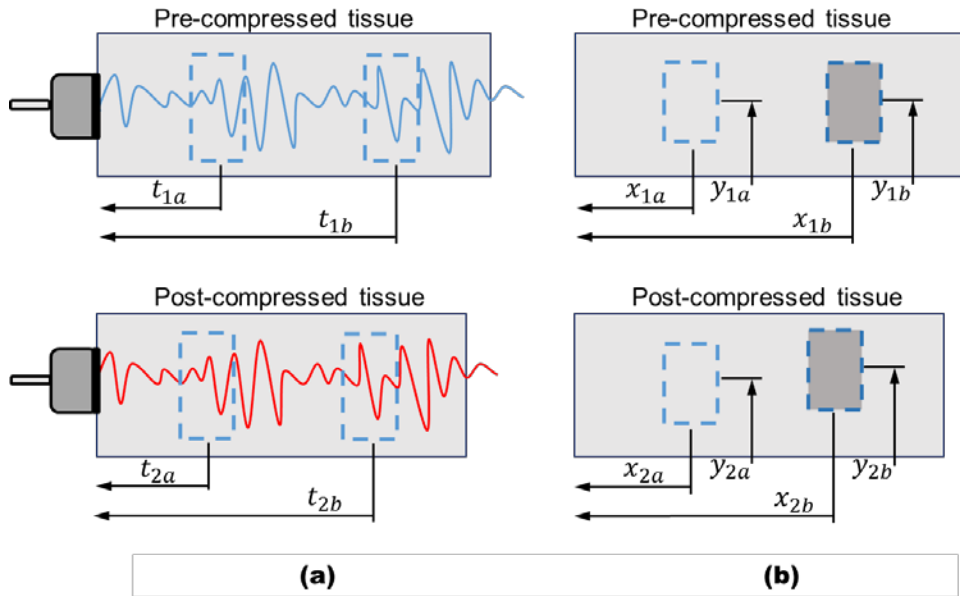 Pre-compressed tissue
t₁ₐ
t₁b
Pre-compressed tissue
x₁ₐ
y₁ₐ
y₁b
x₁b
Post-compressed tissue
t₂ₐ
t₂b
Post-compressed tissue
x₂ₐ
y₂ₐ
y₂b
x₂b
(a)
(b)